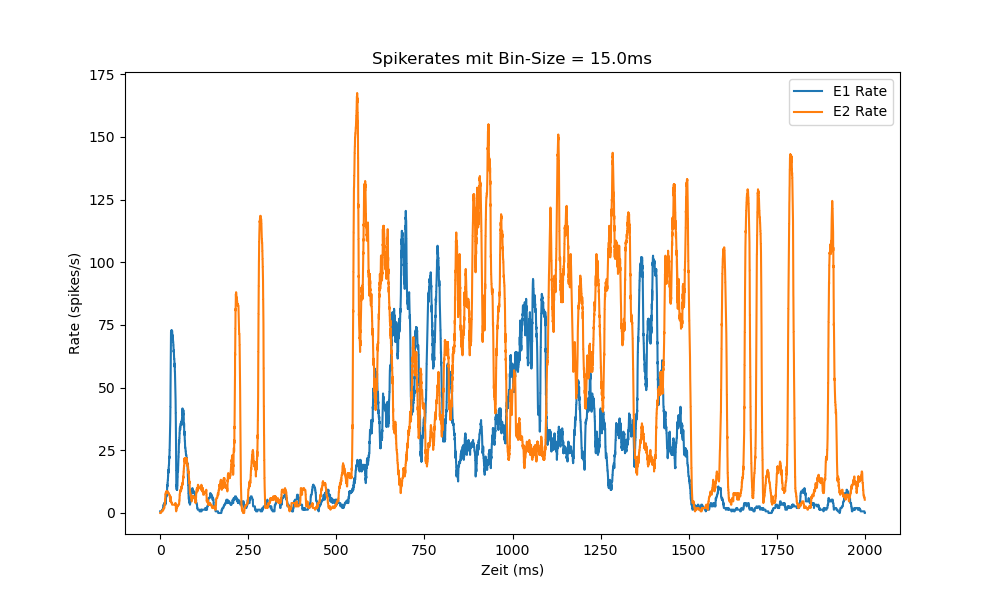 Spikerates mit Bin-Size = 15.0ms
175
150
125
100
75
50
25
0
Rate (spikes/s)
E1 Rate
E2 Rate
0 250 500 750 1000 1250 1500 1750 2000
Zeit (ms)